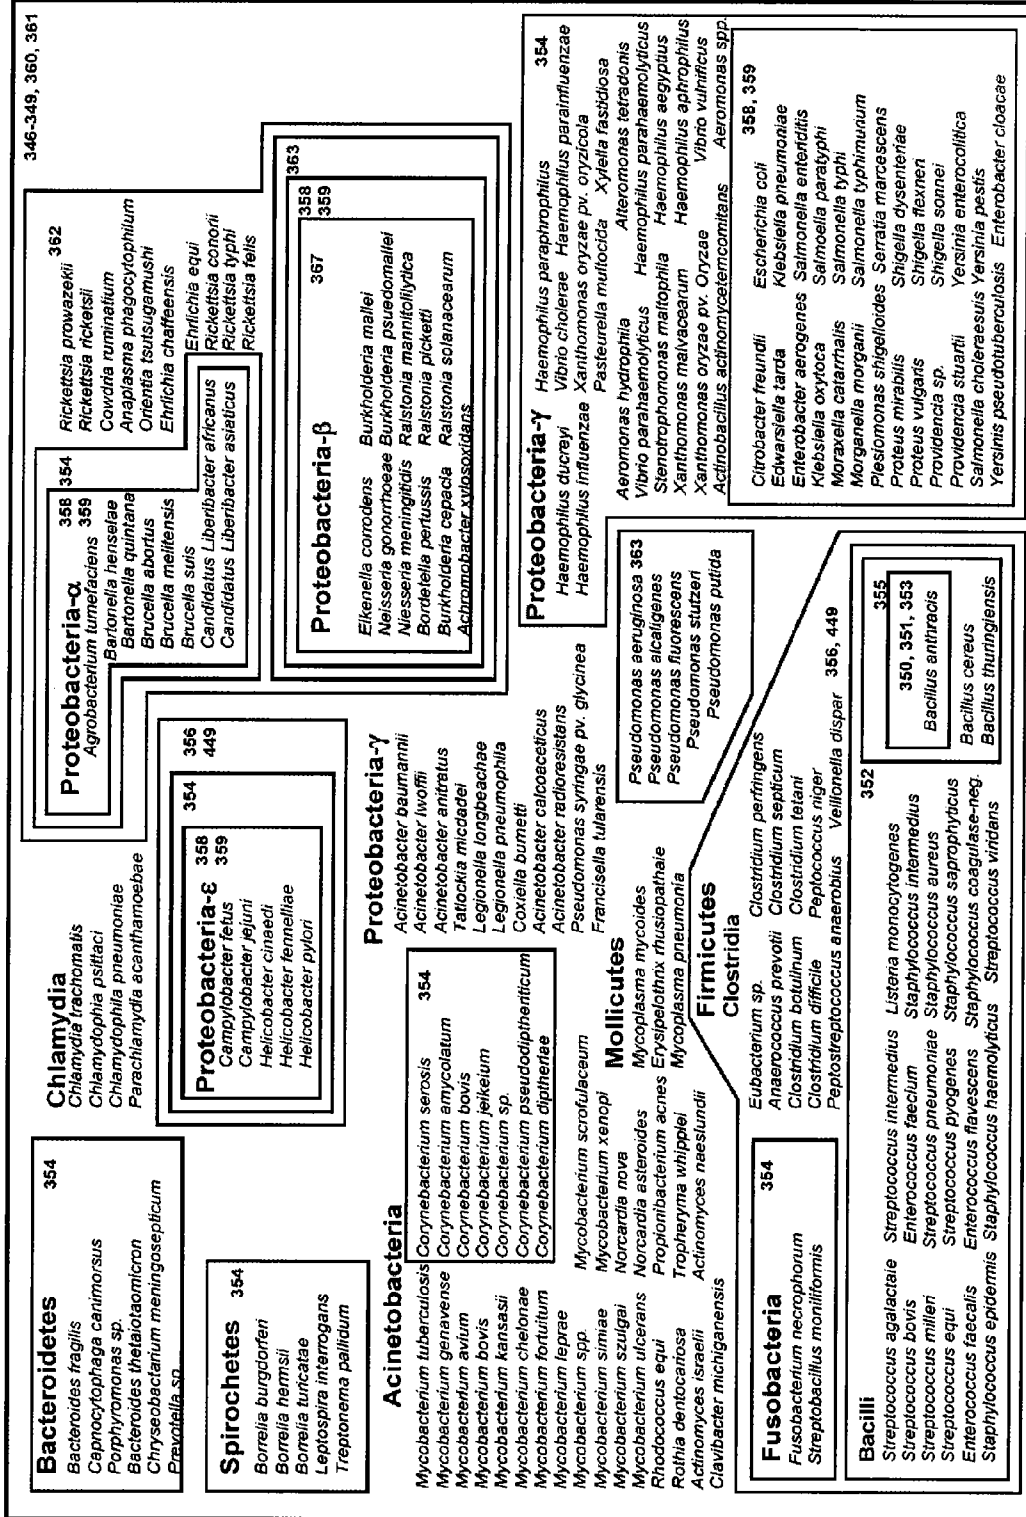 346-349, 360, 361
Bacteroidetes
354
Bacteroides fragilis
Capnocytophaga canimorsus
Porphyromonas sp.
Bacteroides thetaiotaomicron
Chryseobactarium meningosepticum
Prevotella sp
Chlamydia
Chlamydia trachomatis
Chlamydophia psittaci
Chlamydophila pneumoniae
Parachlamydia acanthamoebae
Proteobacteria-α
358 354
359
Agrobacterium tumefaciens
Bartonella henselae
Bartonella quintana
Brucella abortus
Brucella melitensis
Brucella suis
Candidatus Liberibacter africanus
Candidatus Liberibacter asiaticus
Rickettsia prowazekii
362
Rickettsia ricketsii
Cowdria ruminatium
Anaplasma phagocytophilum
Orientia tsutsugamushi
Ehrlichia chaffeensis
Ehrlichia equi
Rickettsia conorii
Rickettsia typhi
Rickettsia felis
Spirochetes
354
Borrelia burgdorferi
Borrelia hermsii
Borrelia turicatae
Leptospira interrogans
Treptonema pallidum
Proteobacteria-ε
358
359
354
356
449
Campylobacter fetus
Campylobacter jejuni
Helicobacter cinaedi
Helicobacter fennelliae
Helicobacter pylori
Proteobacteria-β
367
358
359
363
Eikenella corrodens Burkholderia mallei
Neisseria gonorrhoeae Burkholderia psuedomallei
Niesseria meningitidis Ralstonia mannitolilydica
Bordetella pertussis Ralstonia picketti
Burkholderia cepacia Ralstonia solanacearum
Achromobacter xylosoxidans
Acinetobacteria
354
Mycobacterium tuberculosis Corynebacterium serosis
Mycobacterium genavense Corynebacterium amycolatum
Mycobacterium avium Corynebacterium bovis
Mycobacterium bovis Corynebacterium jeikeium
Mycobacterium kansasii Corynebacterium sp.
Mycobacterium chelonae Corynebacterium pseudodiptheriticum
Mycobacterium fortuitum Corynebacterium diptheriae
Mycobacterium leprae
Mycobacterium spp. Mycobacterium scrofulaceum
Mycobacterium simiae Mycobacterium xenopi
Mycobacterium szulgai Norcardia nova
Mycobacterium ulcerans Norcardia asteroides
Rhodococcus equi Propionibacterium acnes
Rothia dentocariosa Tropheryma whipplei
Actinomyces israelii Actinomyces naeslundii
Clavibacter michiganensis
Proteobacteria-γ
Acinetobacter baumannii
Acinetobacter lwoffii
Acinetobacter anitratus
Tatlockia micdadei
Legionella longbeachae
Legionella pneumophila
Coxiella burnetti
Acinetobacter calcoaceticus
Acinetobacter radioresistans
Pseudomonas syringae pv. glycinea
Francisella tularensis
Pseudomonas aeruginosa 363
Pseudomonas alcaligenes
Pseudomonas fluorescens
Pseudomonas stutzeri
Pseudomonas putida
Proteobacteria-γ
354
Haemophilus paraphrophilus
Haemophilus ducreyi Vibrio cholerae Haemophilus parainfluenzae
Haemophilus influenzae Xanthomonas oryzae pv. oryzicola
Pasteurella multocida Xylella fastidiosa
Aeromonas hydrophila Alteromonas tetradonis
Vibrio parahaemolyticus Haemophilus parahaemolyticus
Stenotrophomonas maltophilia Haemophilus aegyptius
Xanthomonas malvacearum Haemophilus aphrophilus
Xanthomonas oryzae pv. Oryzae Vibrio vulnificus
Actinobacillus actinomycetemcomitans Aeromonas spp.
358, 359
Citrobacter freundii Escherichia coli
Edwarsiella tarda Klebsiella pneumoniae
Enterobacter aerogenes Salmonella enteriditis
Klebsiella oxytoca Salmoella paratyphi
Moraxella catarrhalis Salmonella typhi
Morganella morganii Salmonella typhimunum
Plesiomonas shigelloides Serratia marcescens
Proteus mirabilis Shigella dysenteriae
Proteus vulgaris Shigella flexneri
Providencia sp. Shigella sonnei
Providencia stuartii Yersinia enterocolitica
Salmonella choleraesuis Yersinia pestis
Yersinis pseudotuberculosis Enterobacter cloacae
Mollicutes
Mycoplasma mycoides
Erysipelothrix rhusiopathaie
Mycoplasma pneumonia
Firmicutes
Clostridia
Eubacterium sp. Clostridium perfringens
Anaerococcus prevotii Clostridium septicum
Clostridium botulinum Clostridium tetani
Clostridium difficile Peptococcus niger
Peptostreptococcus anaerobius Veillonella dispar 356, 449
Fusobacteria
354
Fusobacterium necrophorum
Streptobacillus moniliformis
Bacilli
352
Streptococcus agalactaie Streptococcus intermedius Listeria monocytogenes
Streptococcus bovis Enterococcus faecium Staphylococcus intermedius
Streptococcus milleri Streptococcus pneumoniae Staphylococcus aureus
Streptococcus equi Streptococcus pyogenes Staphylococcus saprophyticus
Enterococcus faecalis Enterococcus flavescens Staphylococcus coagulase-neg.
Staphylococcus epidermis Staphylococcus haemolyticus Streptococcus viridans
355
350, 351, 353
Bacillus anthrecis
Bacillus cereus
Bacillus thuringiensis